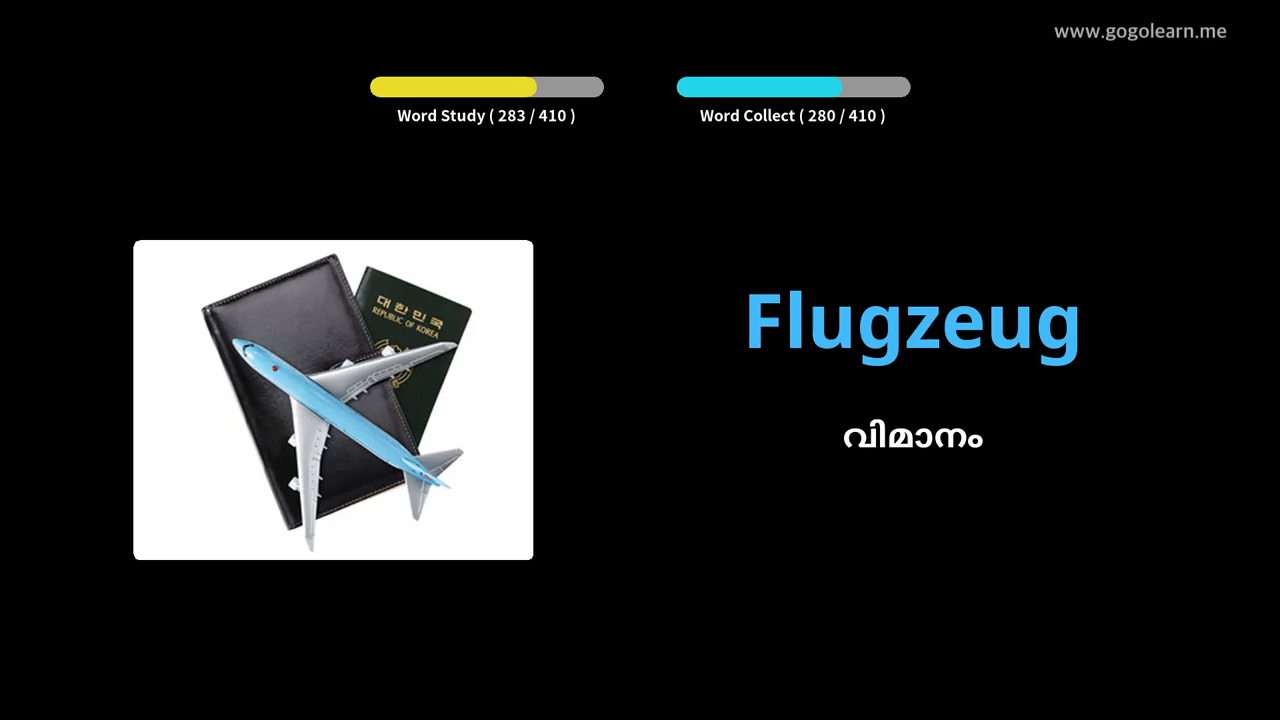 www.gogolearn.me
Word Study ( 283 / 410 )
Word Collect ( 280 / 410 )
대한민국
REPUBLIC OF KOREA
Flugzeug
വിമാനം